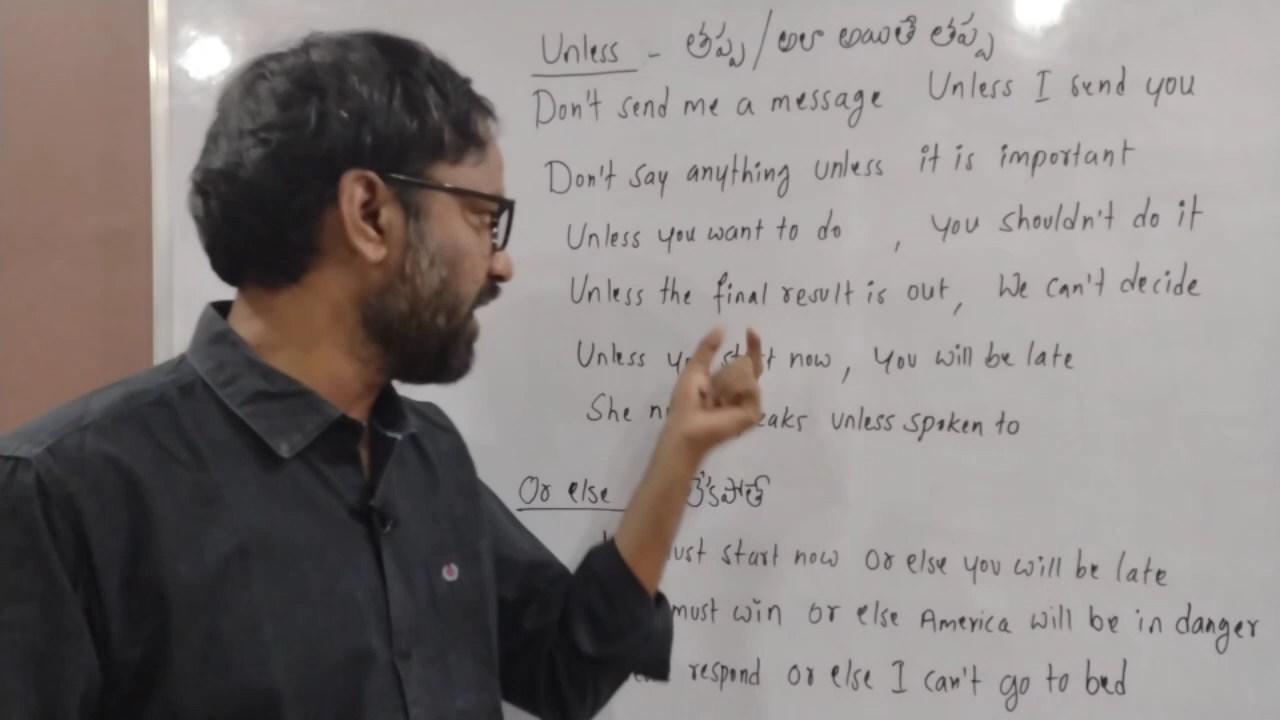 Unless - తప్ప / అలా అయితే తప్ప
Don't send me a message Unless I send you
Don't say anything unless it is important
Unless you want to do , you shouldn't do it
Unless the final result is out, We can't decide
Unless now, you will be late
She unless spoken to
Or else
start now or else you will be late
must win or else America will be in danger
respond or else I can't go to bed